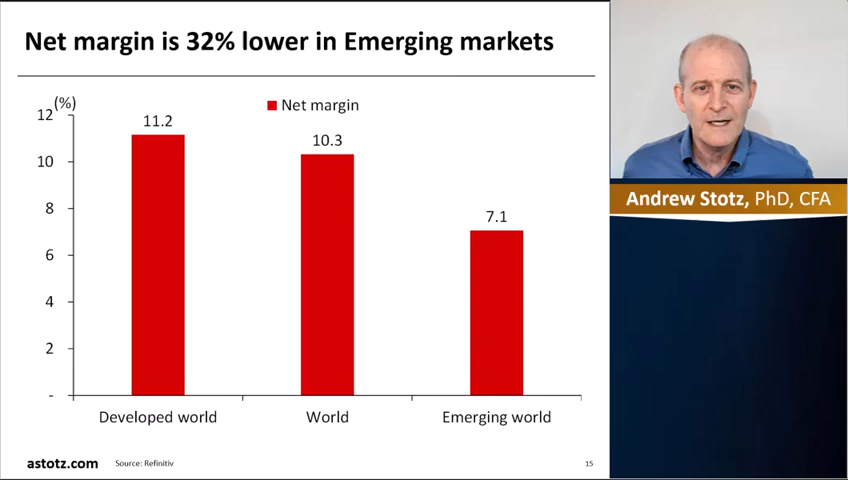 Net margin is 32% lower in Emerging markets
(%)
Net margin
12
10
8
6
4
2
-
11.2
10.3
7.1
Developed world
World
Emerging world
astotz.com
Source: Refinitiv
15
Andrew Stotz, PhD, CFA